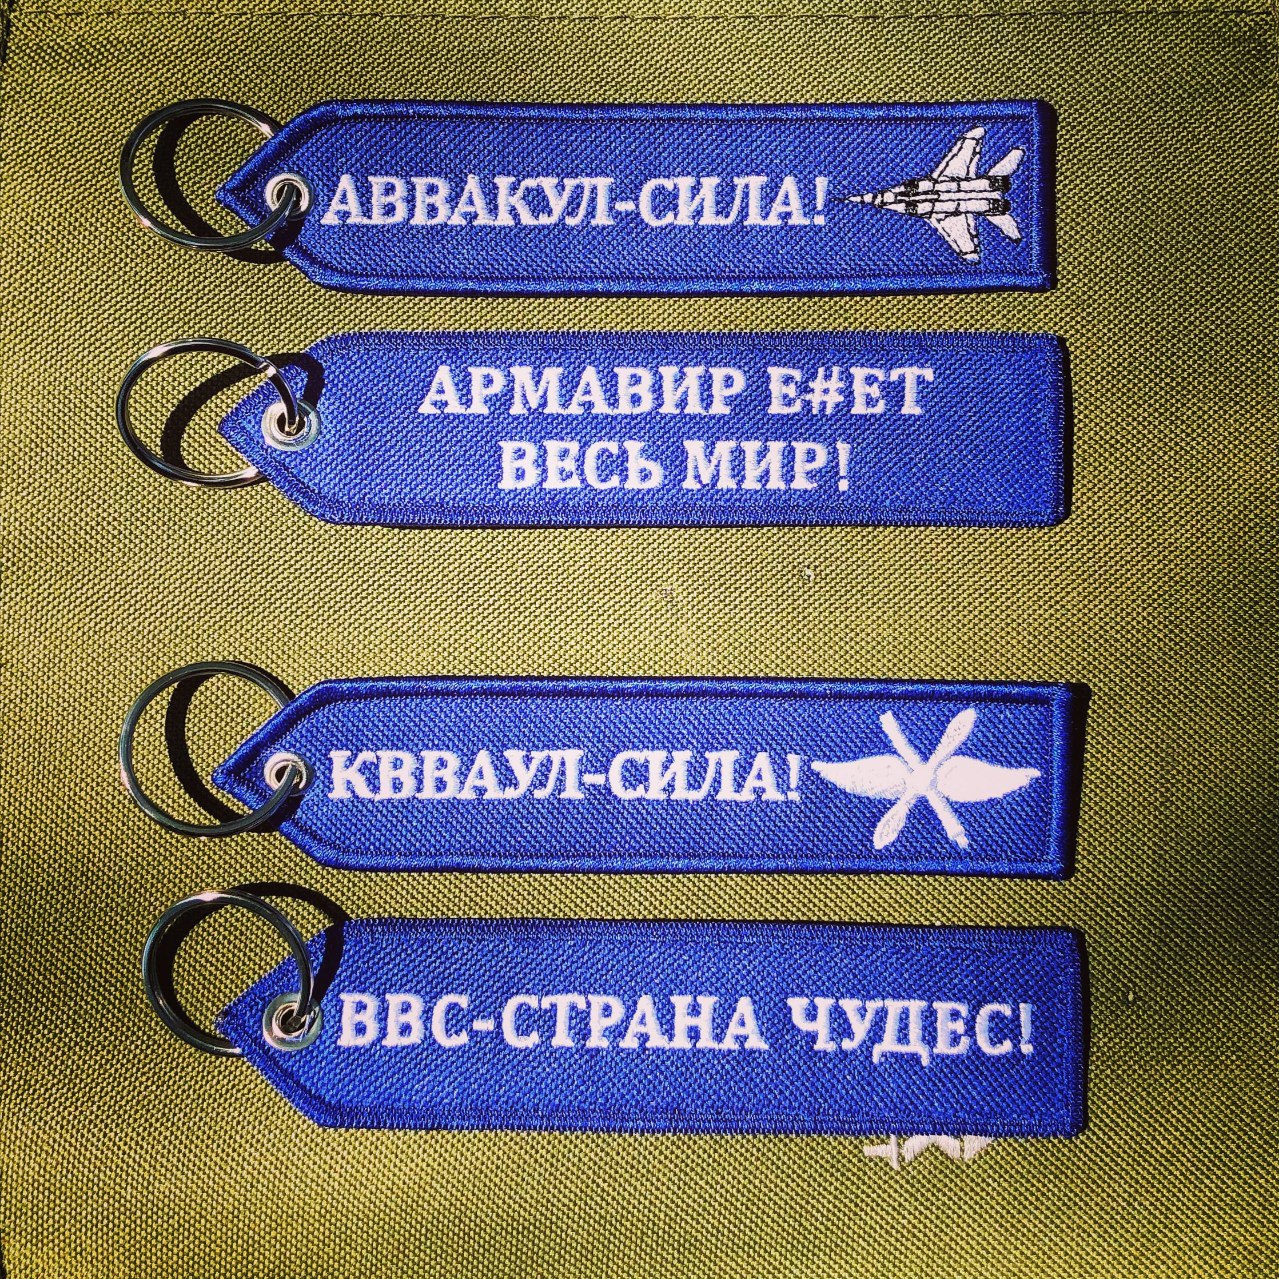 АВВАКУЛ-СИЛА!
АРМАВИР Е#ЕТ
ВЕСЬ МИР!
КВВАУЛ-СИЛА!
ВВС-СТРАНА ЧУДЕС!